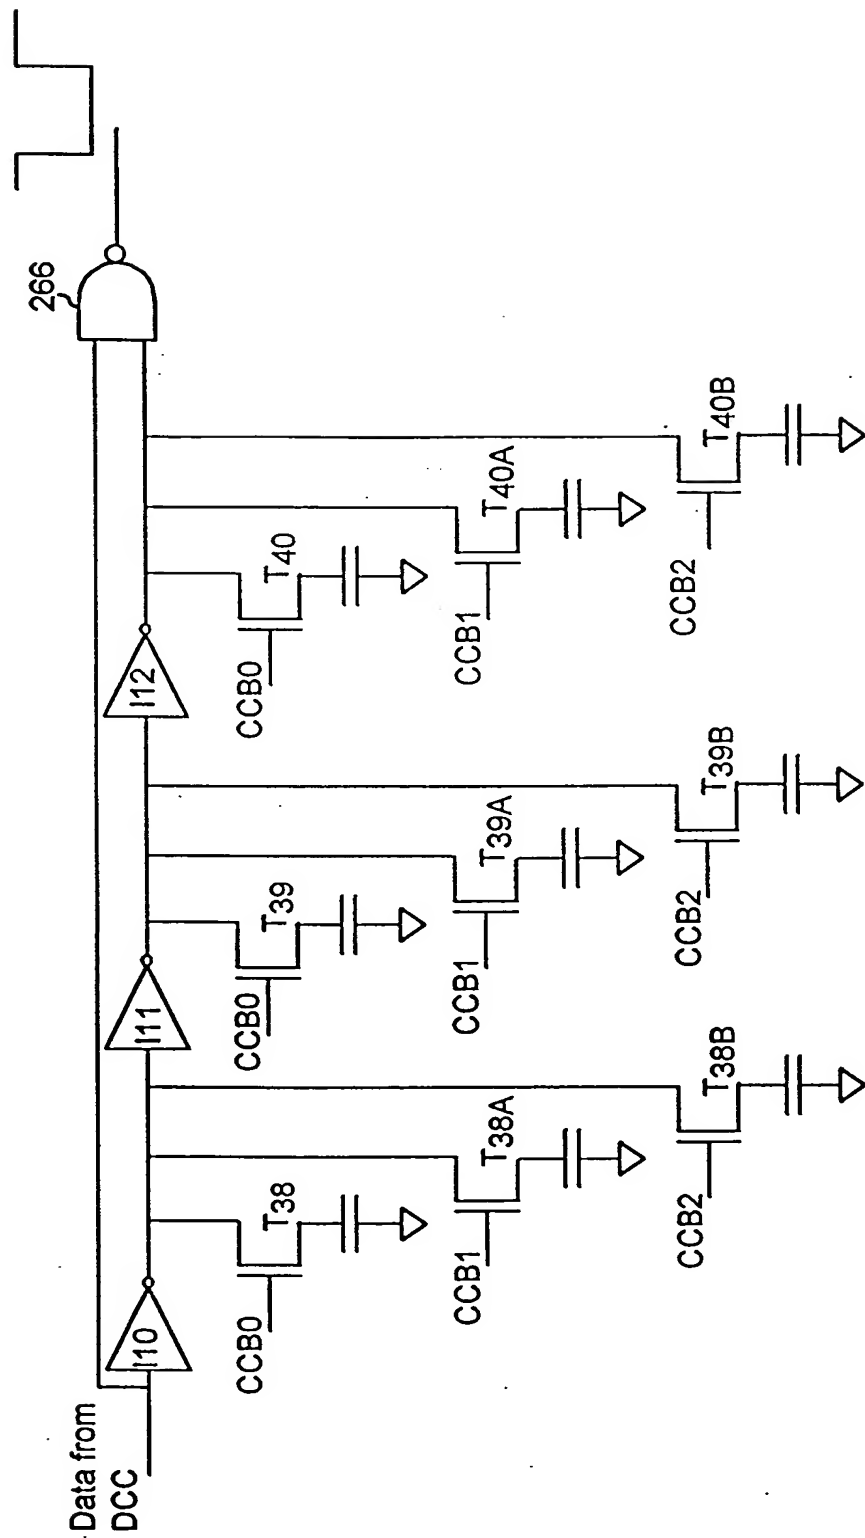 Data from
DCC
I10
I11
I12
266
CCB0
T38
CCB1
T38A
CCB2
T38B
CCB0
T39
CCB1
T39A
CCB2
T39B
CCB0
T40
CCB1
T40A
CCB2
T40B